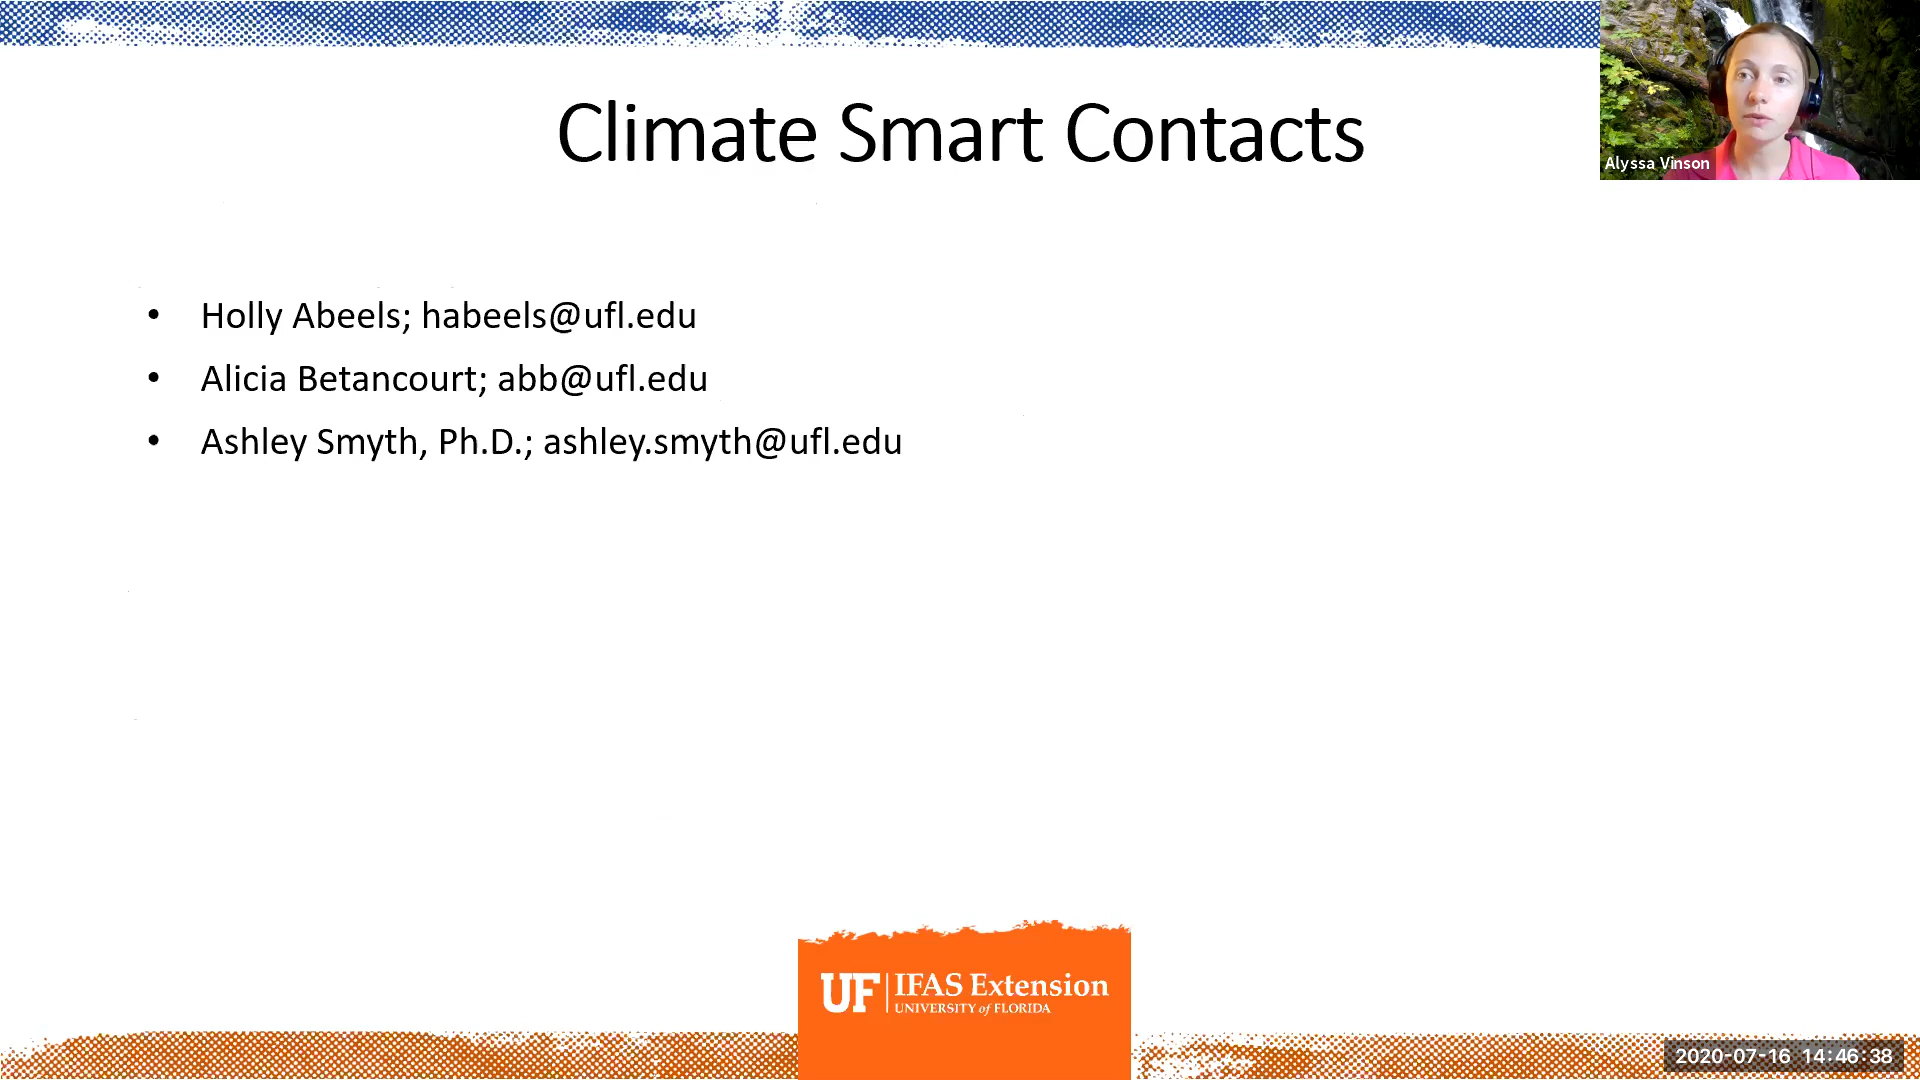 Climate Smart Contacts
Alyssa Vinson
• Holly Abeels; habeels@ufl.edu
• Alicia Betancourt; abb@ufl.edu
• Ashley Smyth, Ph.D.; ashley.smyth@ufl.edu
UF IFAS Extension
UNIVERSITY of FLORIDA
2020-07-16 14:46:38